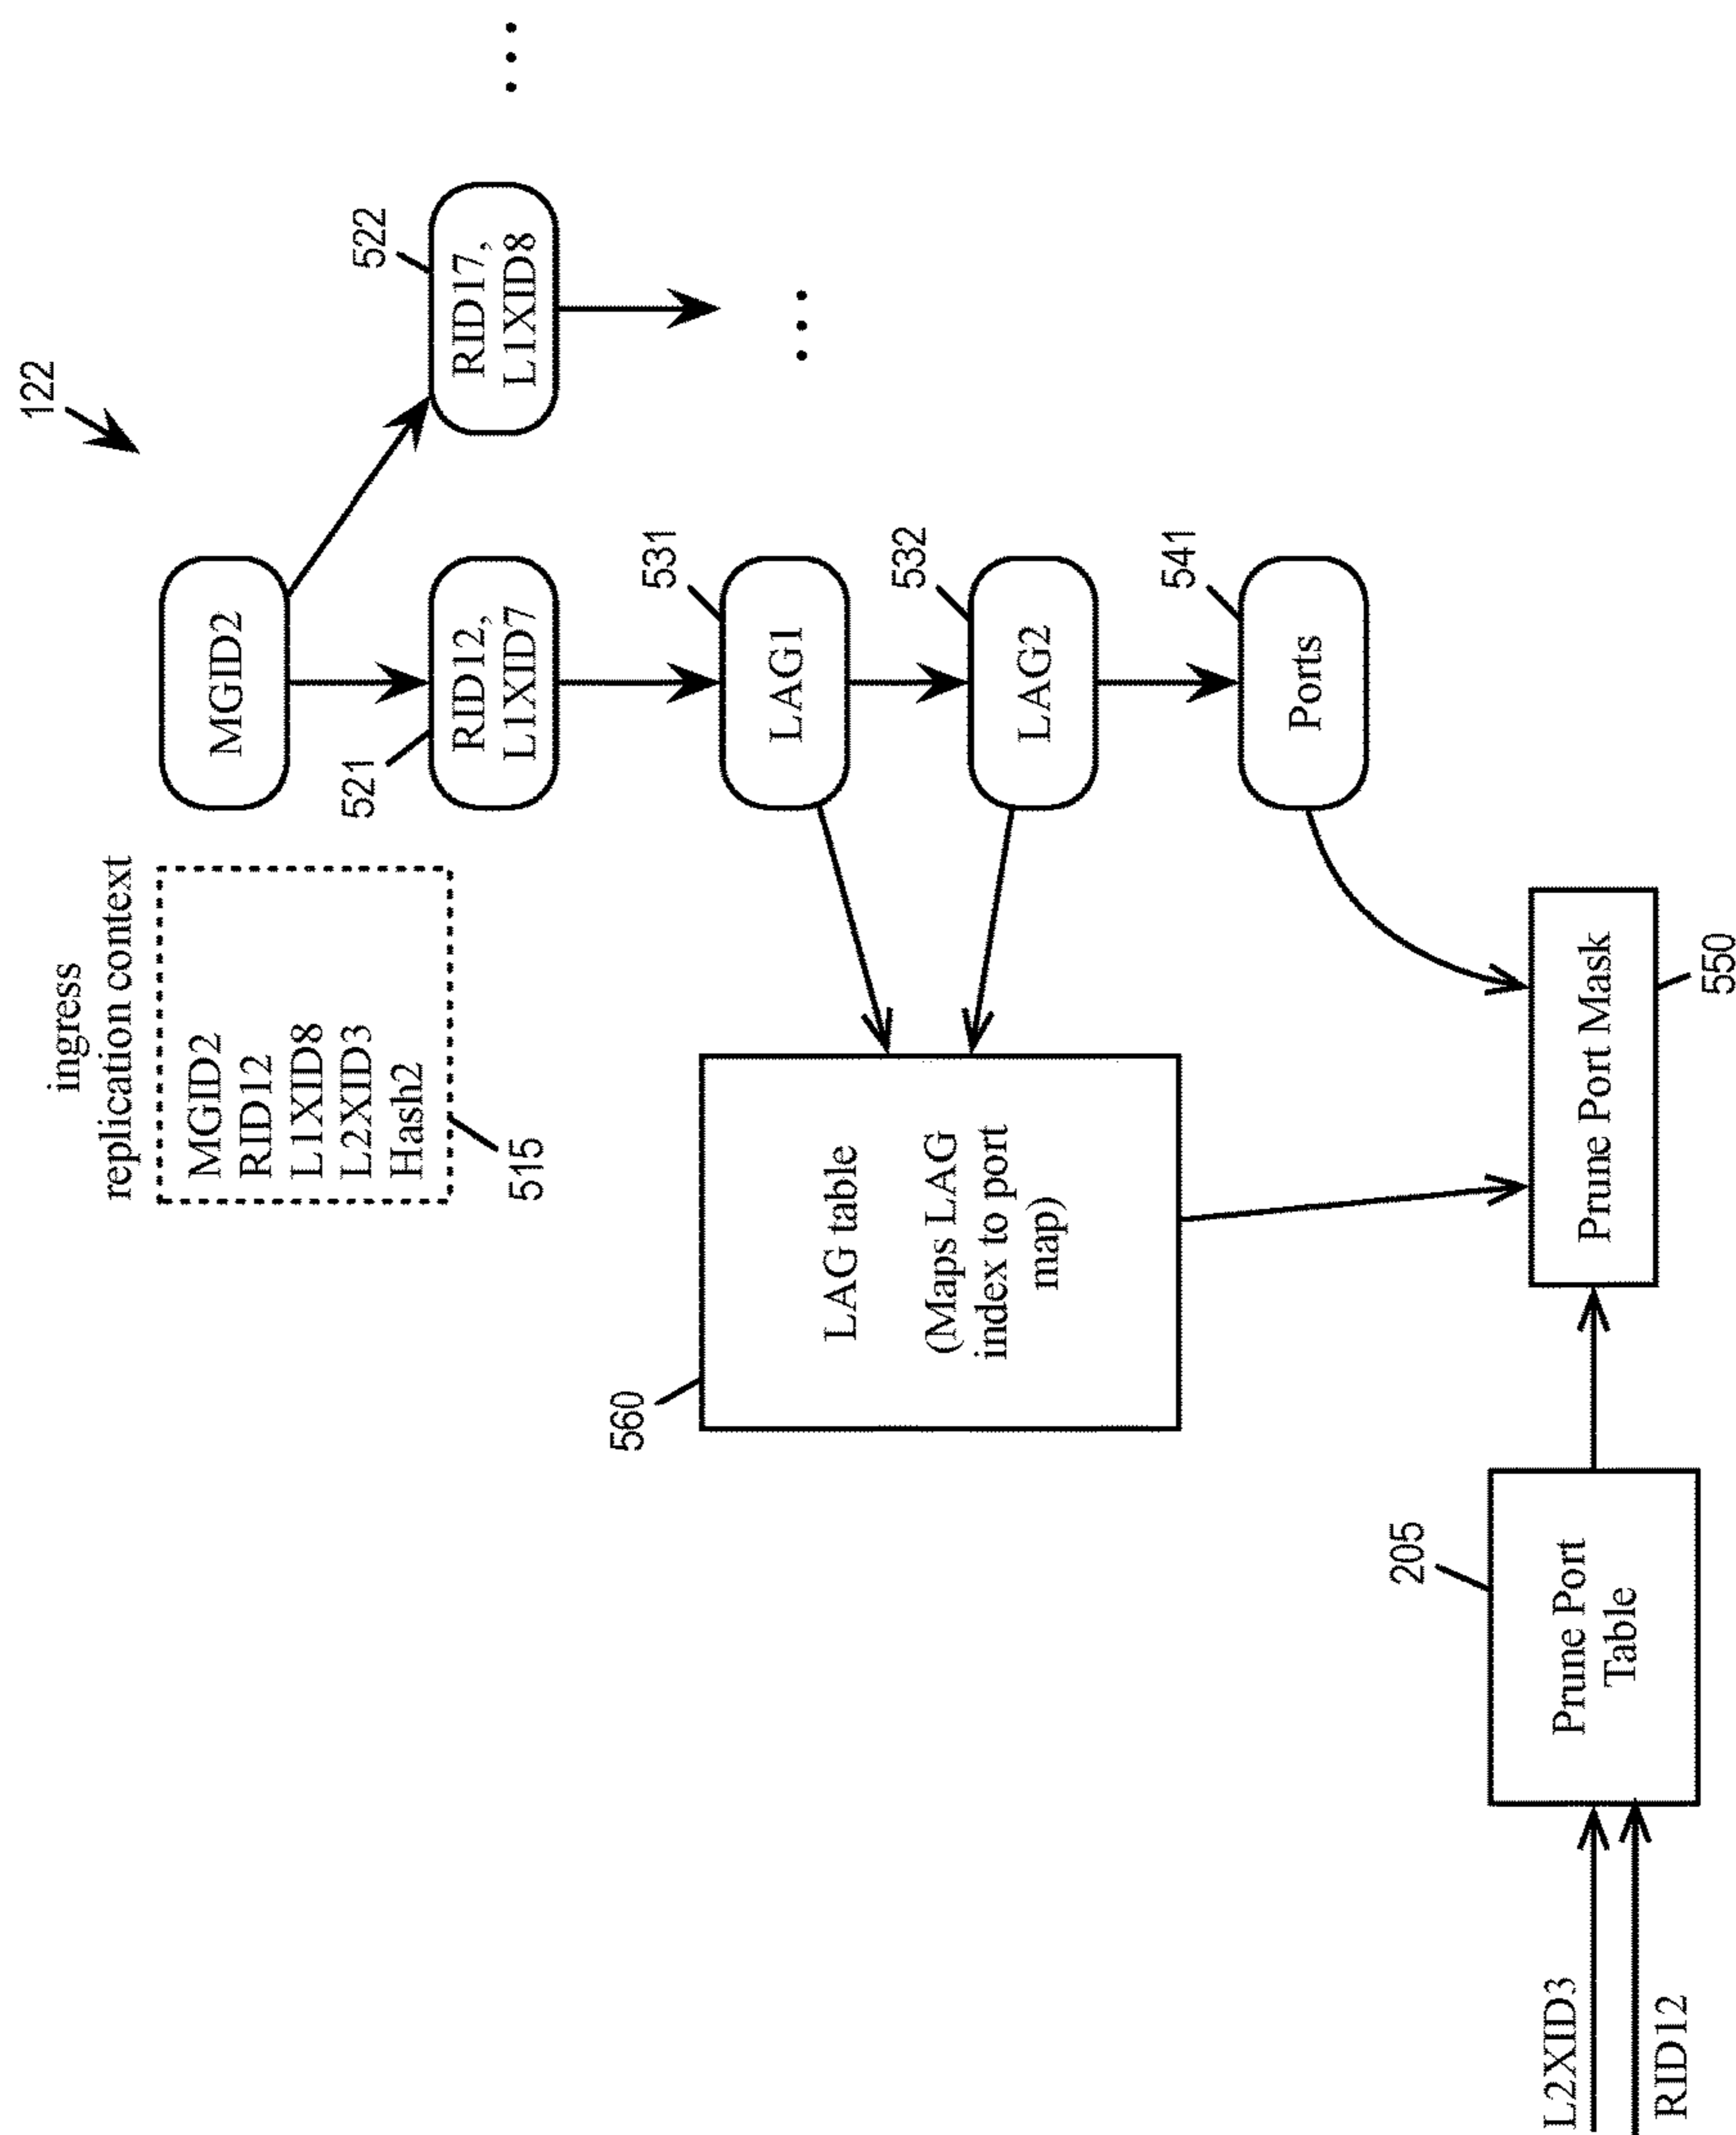 122
ingress
replication context
MGID2
RID12
L1XID8
L2XID3
Hash2
515
MGID2
521
RID12,
L1XID7
522
RID17,
L1XID8
...
...
531
LAG1
532
LAG2
541
Ports
560
LAG table
(Maps LAG
index to port
map)
205
Prune Port
Table
Prune Port Mask
550
L2XID3
RID12